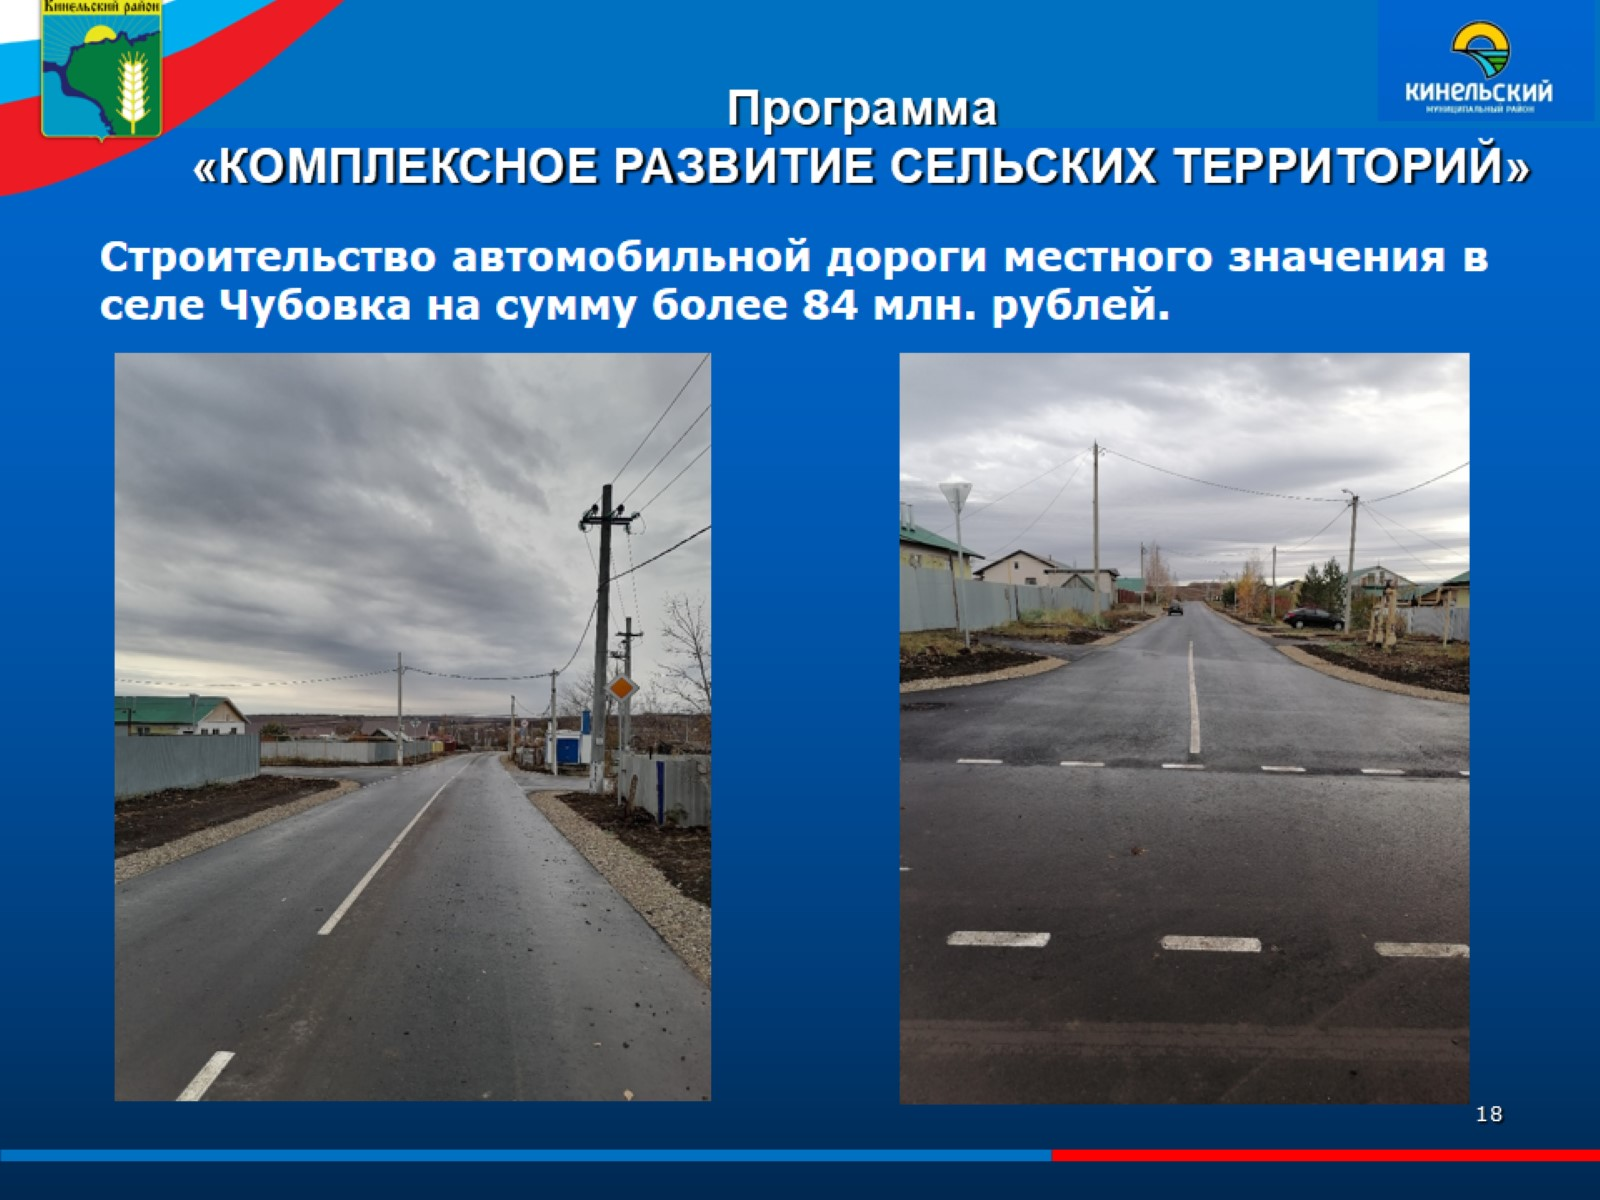 Кинельский район
КИНЕЛЬСКИЙ
МУНИЦИПАЛЬНЫЙ РАЙОН
Программа
«КОМПЛЕКСНОЕ РАЗВИТИЕ СЕЛЬСКИХ ТЕРРИТОРИЙ»
Строительство автомобильной дороги местного значения в
селе Чубовка на сумму более 84 млн. рублей.
18